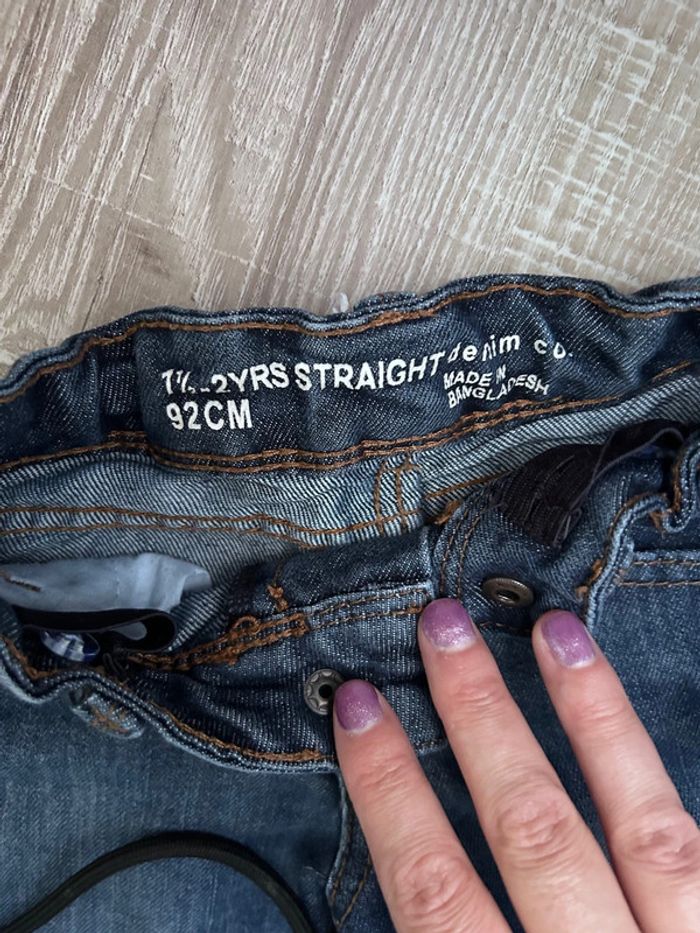 1½-2YRS STRAIGHT denim co.
92CM
MADE IN
BANGLADESH